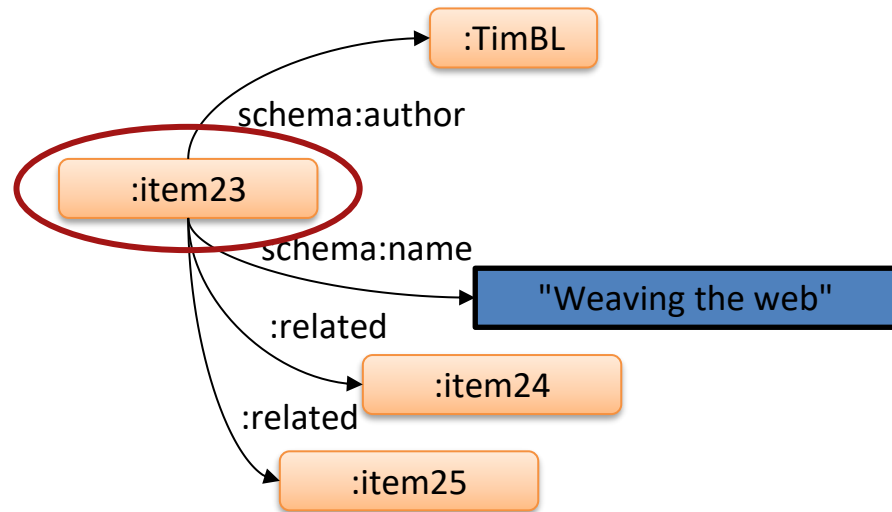 :TimBL
schema:author
:item23
schema:name
"Weaving the web"
:related
:item24
:related
:item25